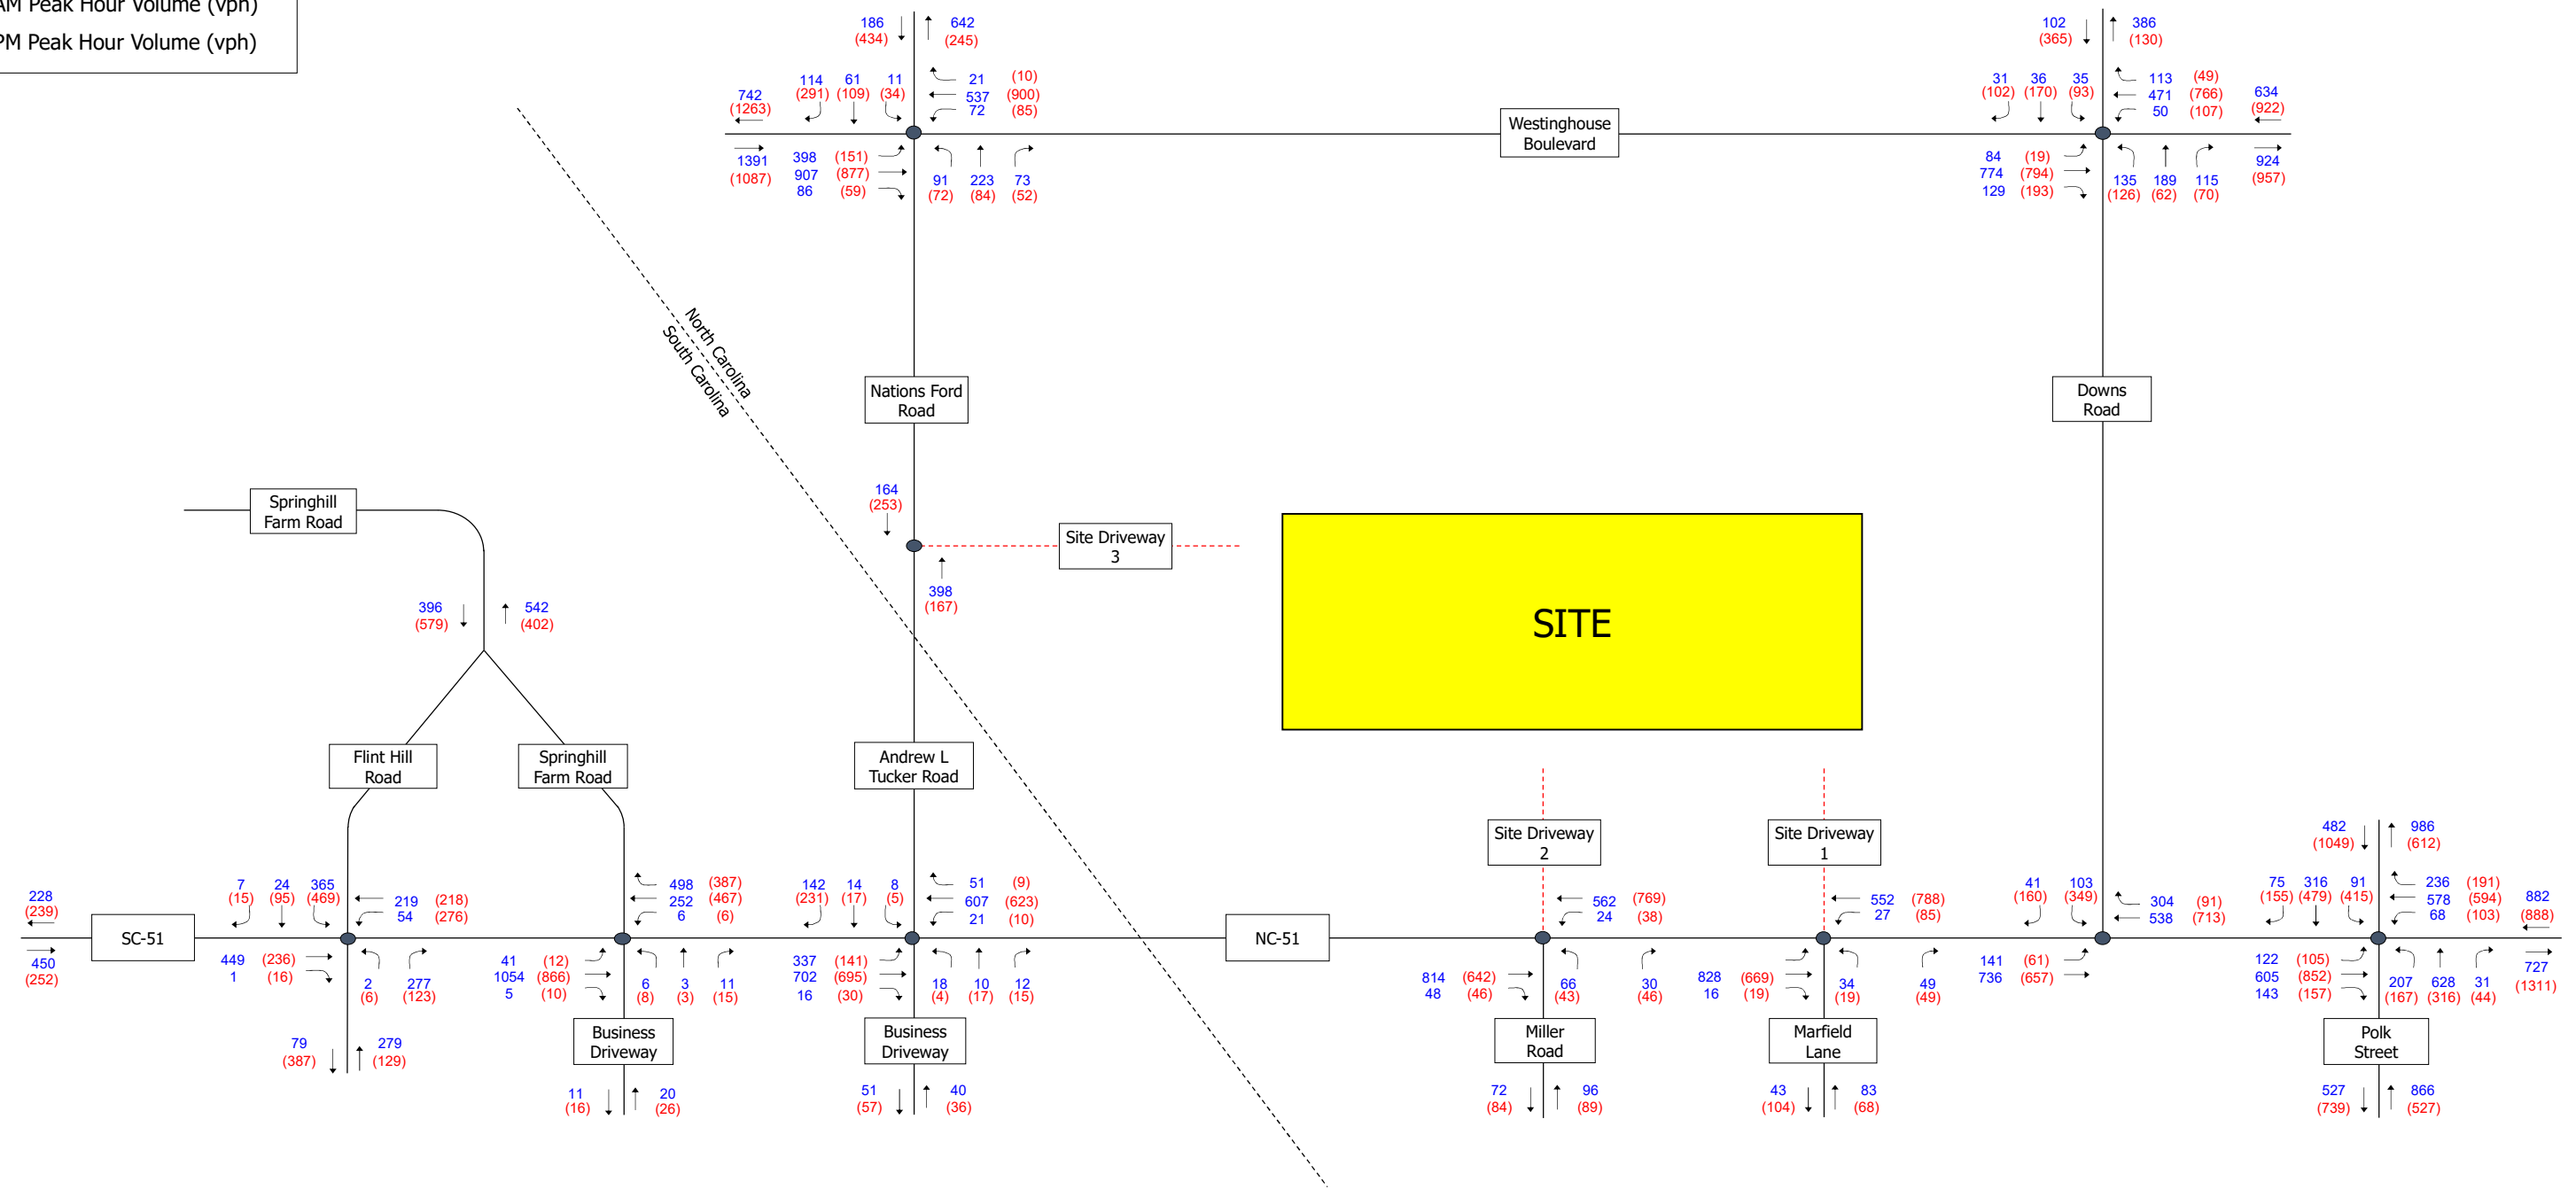 AM Peak Hour Volume (vph)
PM Peak Hour Volume (vph)
186 642
(434) (245)
114 61 11
(291) (109) (34)
21 (10)
537 (900)
72 (85)
742
(1263)
1391
(1087)
398 (151)
907 (877)
86 (59)
91 223 73
(72) (84) (52)
Westinghouse
Boulevard
102 386
(365) (130)
31 36 35
(102) (170) (93)
113 (49)
471 (766)
50 (107)
634
(922)
84 (19)
774 (794)
129 (193)
135 189 115
(126) (62) (70)
924
(957)
North Carolina
South Carolina
Nations Ford
Road
Downs
Road
164
(253)
Site Driveway
3
398
(167)
SITE
Springhill
Farm Road
396 542
(579) (402)
Flint Hill
Road
Springhill
Farm Road
Andrew L
Tucker Road
Site Driveway
2
Site Driveway
1
228
(239)
SC-51
450
(252)
7 24 365
(15) (95) (469)
219 (218)
54 (276)
449 (236)
1 (16)
2 277
(6) (123)
79 279
(387) (129)
498 (387)
252 (467)
6 (6)
41 (12)
1054 (866)
5 (10)
6 3 11
(8) (3) (15)
Business
Driveway
11 20
(16) (26)
142 14 8
(231) (17) (5)
51 (9)
607 (623)
21 (10)
337 (141)
702 (695)
16 (30)
18 10 12
(4) (17) (15)
Business
Driveway
51 40
(57) (36)
NC-51
562 (769)
24 (38)
814 (642)
48 (46)
66 30
(43) (46)
Miller
Road
72 96
(84) (89)
552 (788)
27 (85)
828 (669)
16 (19)
34 49
(19) (49)
Marfield
Lane
43 83
(104) (68)
41 103
(160) (349)
304 (91)
538 (713)
141 (61)
736 (657)
482 986
(1049) (612)
75 316 91
(155) (479) (415)
236 (191)
578 (594)
68 (103)
882
(888)
122 (105)
605 (852)
143 (157)
207 628 31
(167) (316) (44)
727
(1311)
Polk
Street
527 866
(739) (527)